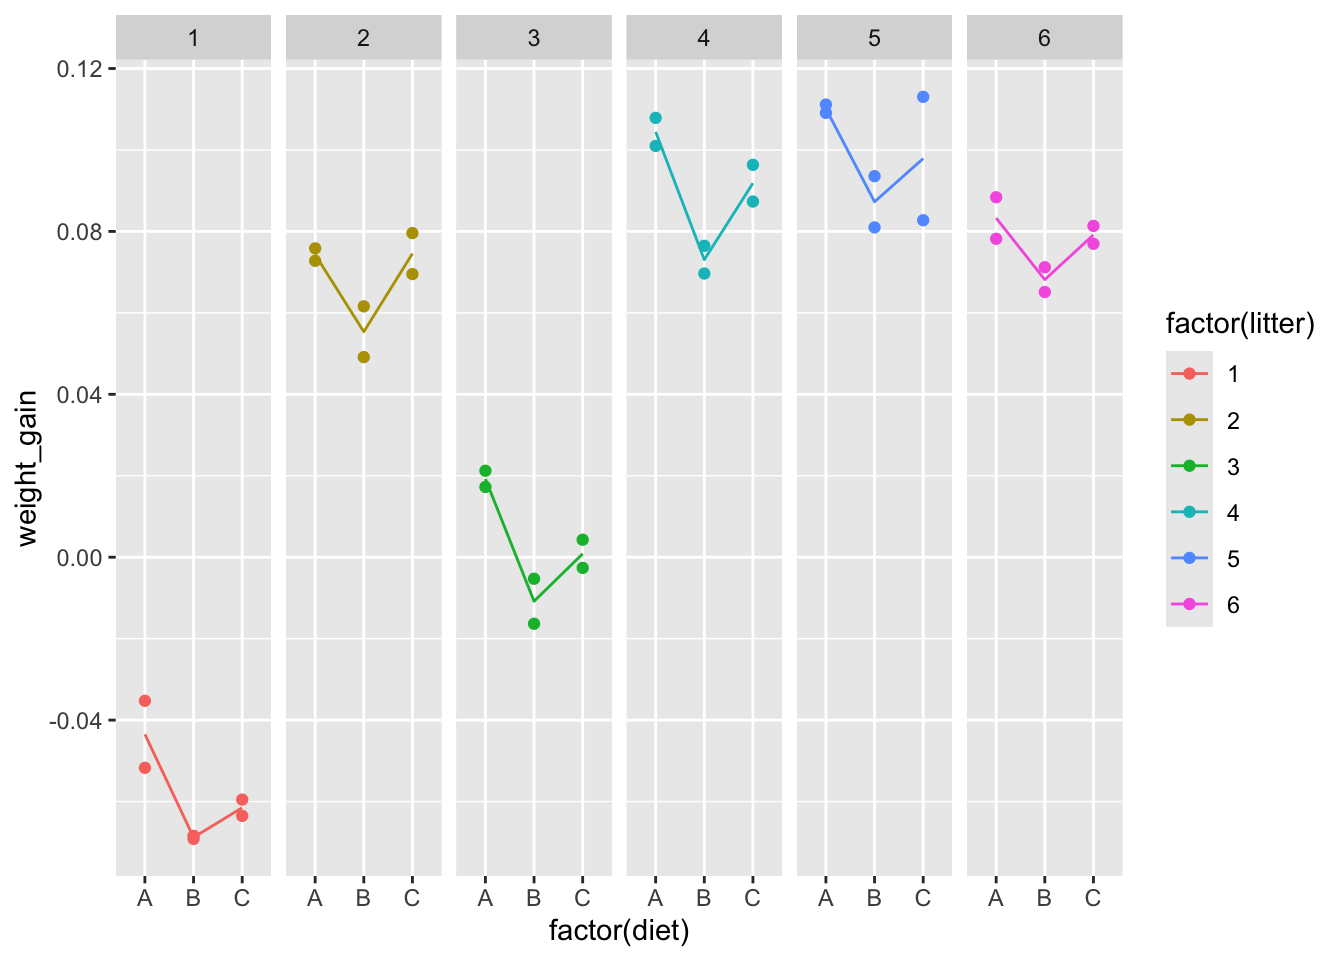 1 2 3 4 5 6
0.12
0.08
0.04
0.00
-0.04
weight_gain
A B C A B C A B C A B C A B C A B C
factor(diet)
factor(litter)
1
2
3
4
5
6